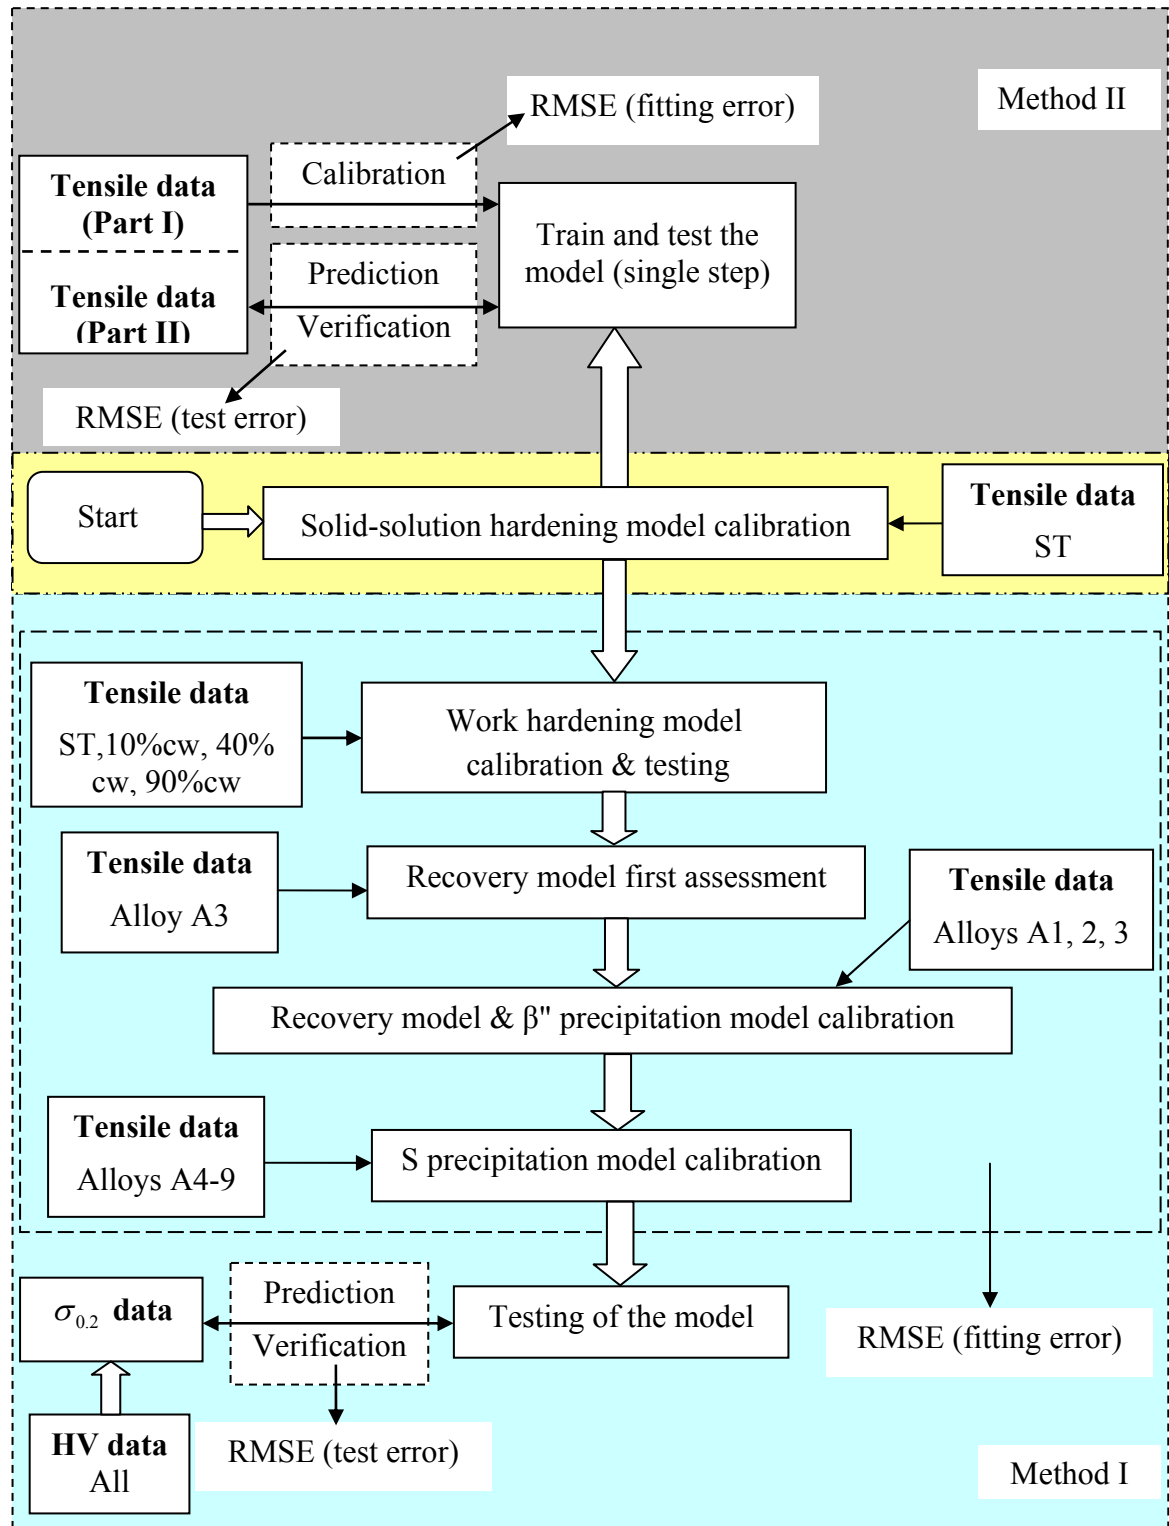 Method II
RMSE (fitting error)
Tensile data
(Part I)
Calibration
Train and test the
model (single step)
Tensile data
(Part II)
Prediction
Verification
RMSE (test error)
Start
Solid-solution hardening model calibration
Tensile data
ST
Tensile data
ST,10%cw, 40%
cw, 90%cw
Work hardening model
calibration & testing
Tensile data
Alloy A3
Recovery model first assessment
Tensile data
Alloys A1, 2, 3
Recovery model & β" precipitation model calibration
Tensile data
Alloys A4-9
S precipitation model calibration
σ0.2 data
Prediction
Verification
Testing of the model
RMSE (fitting error)
HV data
All
RMSE (test error)
Method I